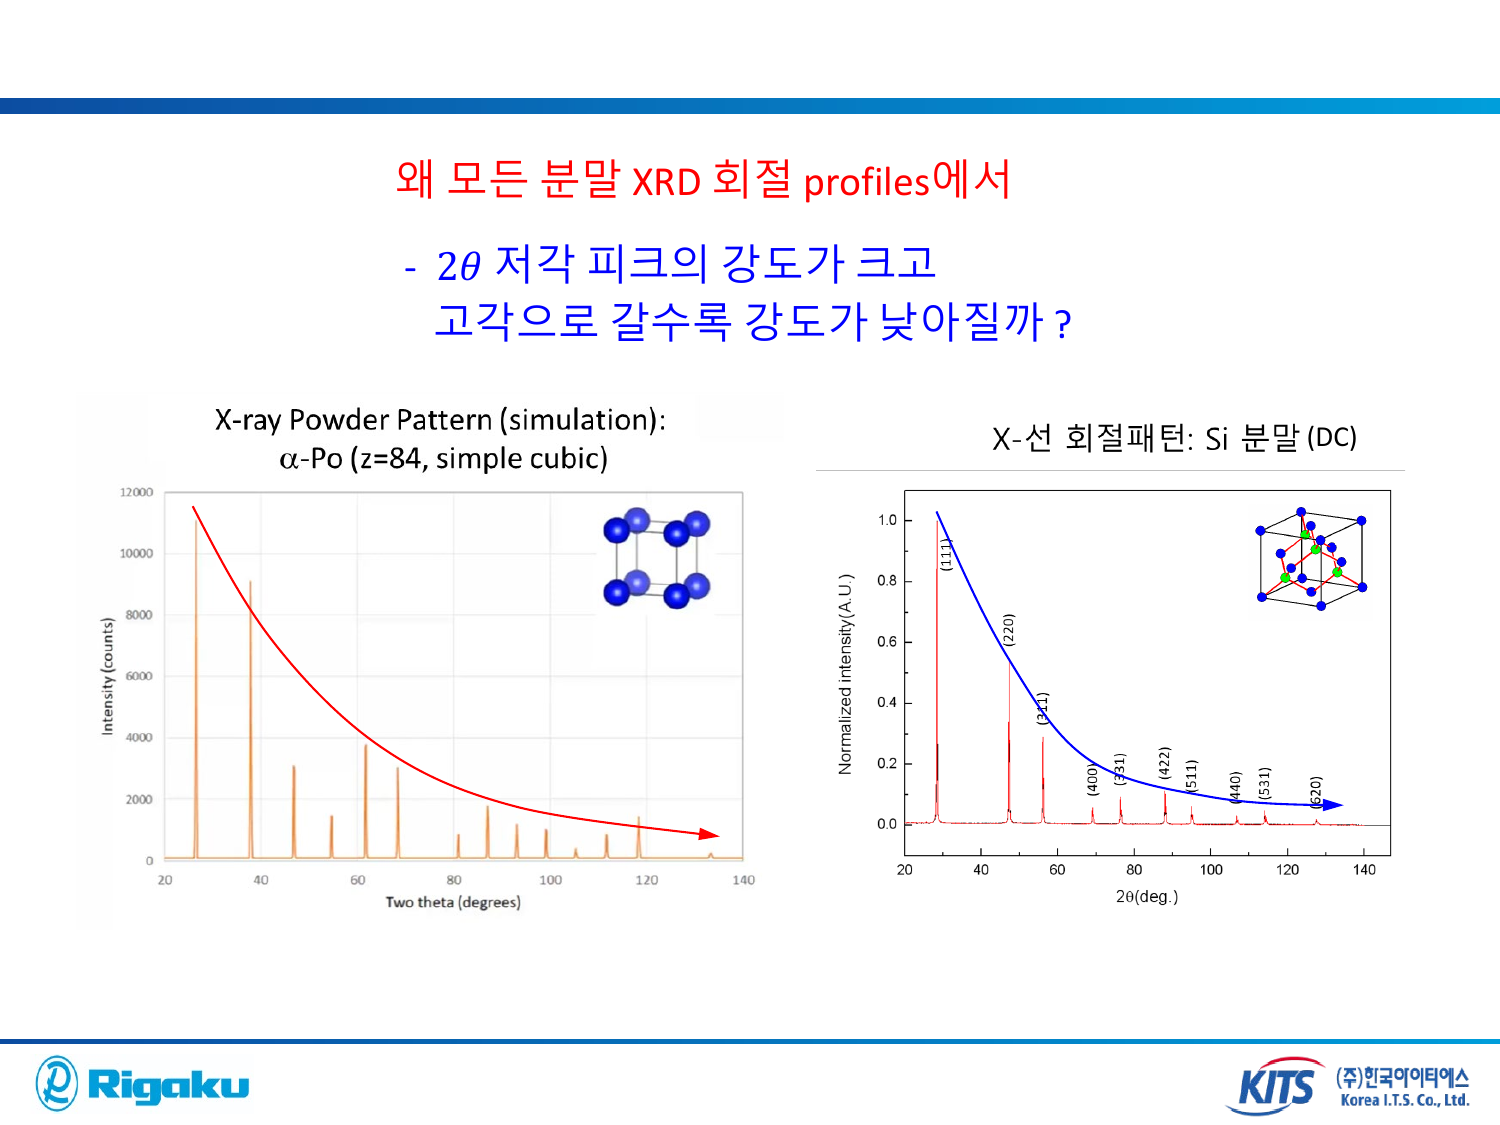 왜 모든 분말 XRD 회절 profiles에서
- 2θ 저각 피크의 강도가 크고
고각으로 갈수록 강도가 낮아질까 ?
X-ray Powder Pattern (simulation):
α-Po (z=84, simple cubic)
12000
10000
8000
6000
4000
2000
0
Intensity (counts)
20 40 60 80 100 120 140
Two theta (degrees)
X-선 회절패턴: Si 분말 (DC)
1.0
0.8
0.6
0.4
0.2
0.0
Normalized intensity(A.U.)
(111)
(220)
(311)
(400)
(331)
(422)
(511)
(440)
(531)
(620)
20 40 60 80 100 120 140
2θ(deg.)
Rigaku
KITS
(주)한국아이티에스
Korea I.T.S. Co., Ltd.